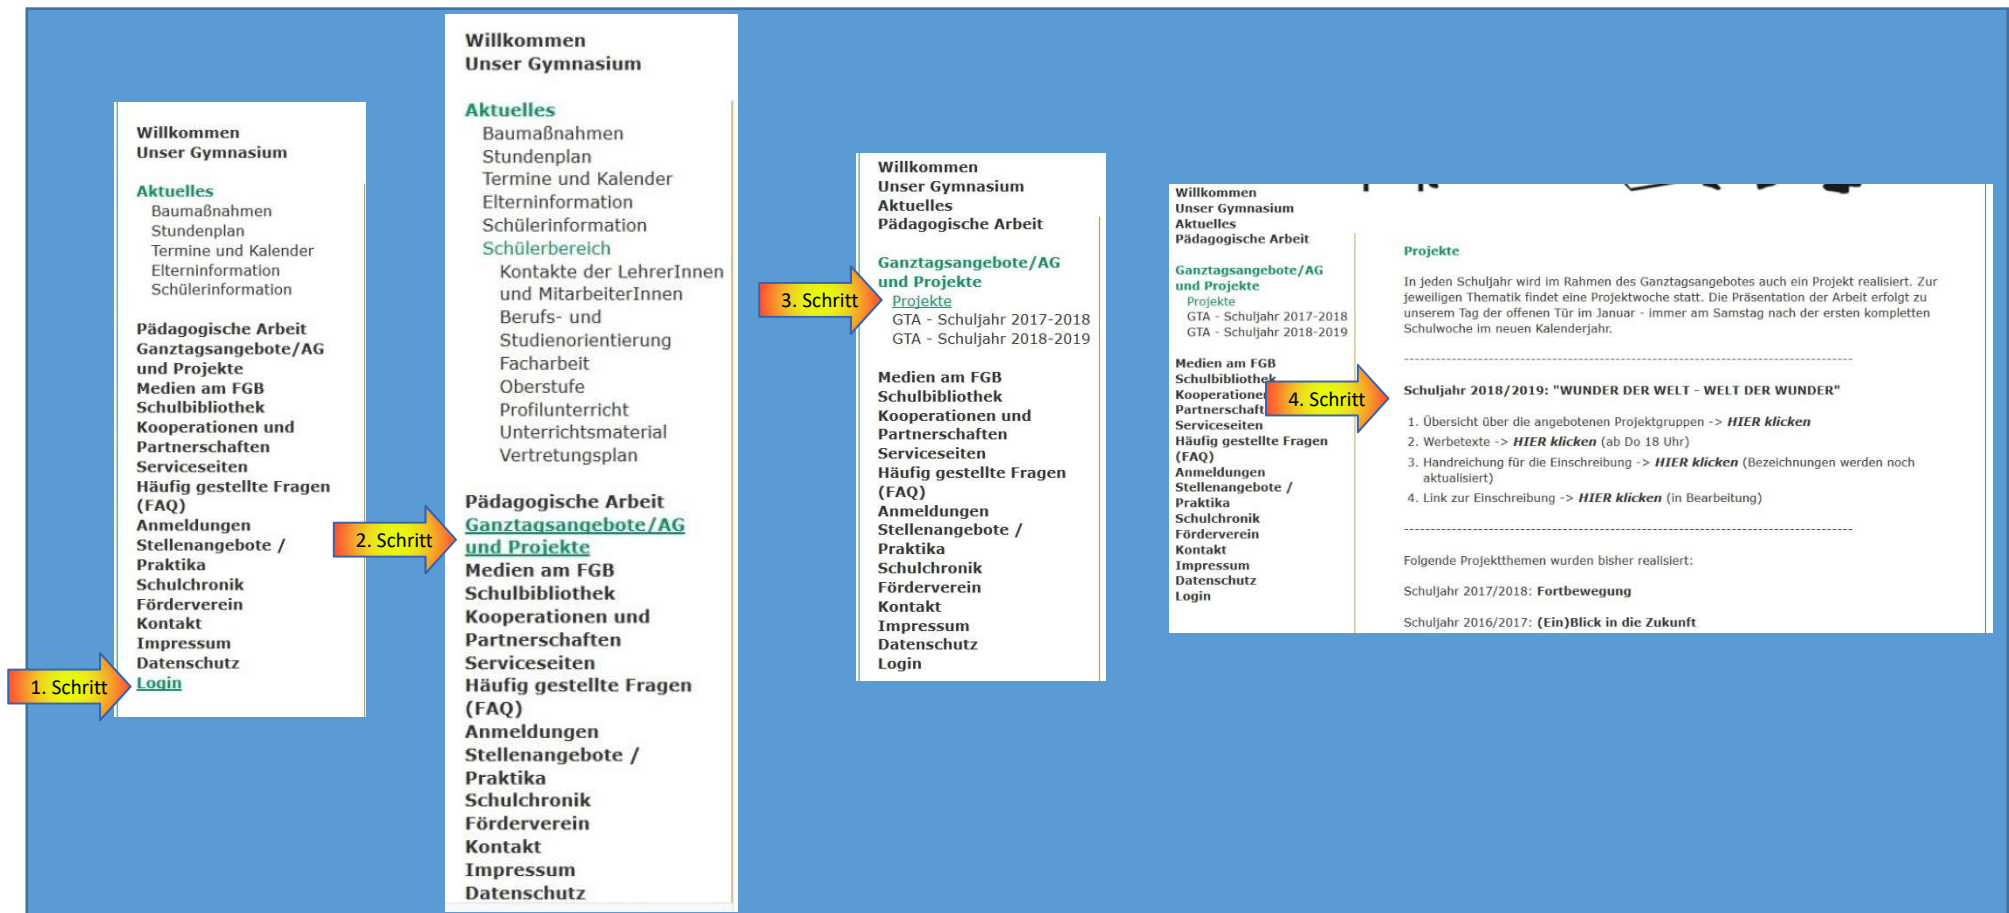 Willkommen
Unser Gymnasium
Aktuelles
Baumaßnahmen
Stundenplan
Termine und Kalender
Elterninformation
Schülerinformation
Pädagogische Arbeit
Ganztagsangebote/AG
und Projekte
Medien am FGB
Schulbibliothek
Kooperationen und
Partnerschaften
Serviceseiten
Häufig gestellte Fragen
(FAQ)
Anmeldungen
Stellenangebote /
Praktika
Schulchronik
Förderverein
Kontakt
Impressum
Datenschutz
1. Schritt
Login
Willkommen
Unser Gymnasium
Aktuelles
Baumaßnahmen
Stundenplan
Termine und Kalender
Elterninformation
Schülerinformation
Schülerbereich
Kontakte der LehrerInnen
und MitarbeiterInnen
Berufs- und
Studienorientierung
Facharbeit
Oberstufe
Profilunterricht
Unterrichtsmaterial
Vertretungsplan
Pädagogische Arbeit
2. Schritt
Ganztagsangebote/AG
und Projekte
Medien am FGB
Schulbibliothek
Kooperationen und
Partnerschaften
Serviceseiten
Häufig gestellte Fragen
(FAQ)
Anmeldungen
Stellenangebote /
Praktika
Schulchronik
Förderverein
Kontakt
Impressum
Datenschutz
Willkommen
Unser Gymnasium
Aktuelles
Pädagogische Arbeit
Ganztagsangebote/AG
und Projekte
3. Schritt
Projekte
GTA - Schuljahr 2017-2018
GTA - Schuljahr 2018-2019
Medien am FGB
Schulbibliothek
Kooperationen und
Partnerschaften
Serviceseiten
Häufig gestellte Fragen
(FAQ)
Anmeldungen
Stellenangebote /
Praktika
Schulchronik
Förderverein
Kontakt
Impressum
Datenschutz
Login
Willkommen
Unser Gymnasium
Aktuelles
Pädagogische Arbeit
Ganztagsangebote/AG
und Projekte
Projekte
GTA - Schuljahr 2017-2018
GTA - Schuljahr 2018-2019
Medien am FGB
Schulbibliothek
Kooperatione
Partnerschaft
Serviceseiten
Häufig gestellte Fragen
(FAQ)
Anmeldungen
Stellenangebote /
Praktika
Schulchronik
Förderverein
Kontakt
Impressum
Datenschutz
Login
4. Schritt
Projekte
In jeden Schuljahr wird im Rahmen des Ganztagsangebotes auch ein Projekt realisiert. Zur
jeweiligen Thematik findet eine Projektwoche statt. Die Präsentation der Arbeit erfolgt zu
unserem Tag der offenen Tür im Januar - immer am Samstag nach der ersten kompletten
Schulwoche im neuen Kalenderjahr.
Schuljahr 2018/2019: "WUNDER DER WELT - WELT DER WUNDER"
1. Übersicht über die angebotenen Projektgruppen -> HIER klicken
2. Werbetexte -> HIER klicken (ab Do 18 Uhr)
3. Handreichung für die Einschreibung -> HIER klicken (Bezeichnungen werden noch
aktualisiert)
4. Link zur Einschreibung -> HIER klicken (in Bearbeitung)
Folgende Projektthemen wurden bisher realisiert:
Schuljahr 2017/2018: Fortbewegung
Schuljahr 2016/2017: (Ein)Blick in die Zukunft